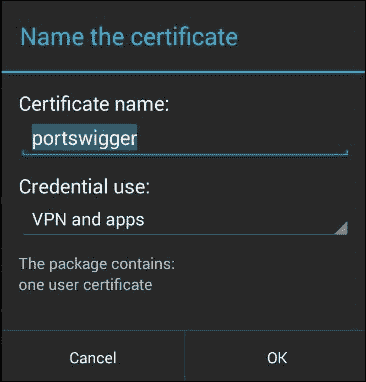 Name the certificate
Certificate name:
portswigger
Credential use:
VPN and apps
The package contains:
one user certificate
Cancel
OK